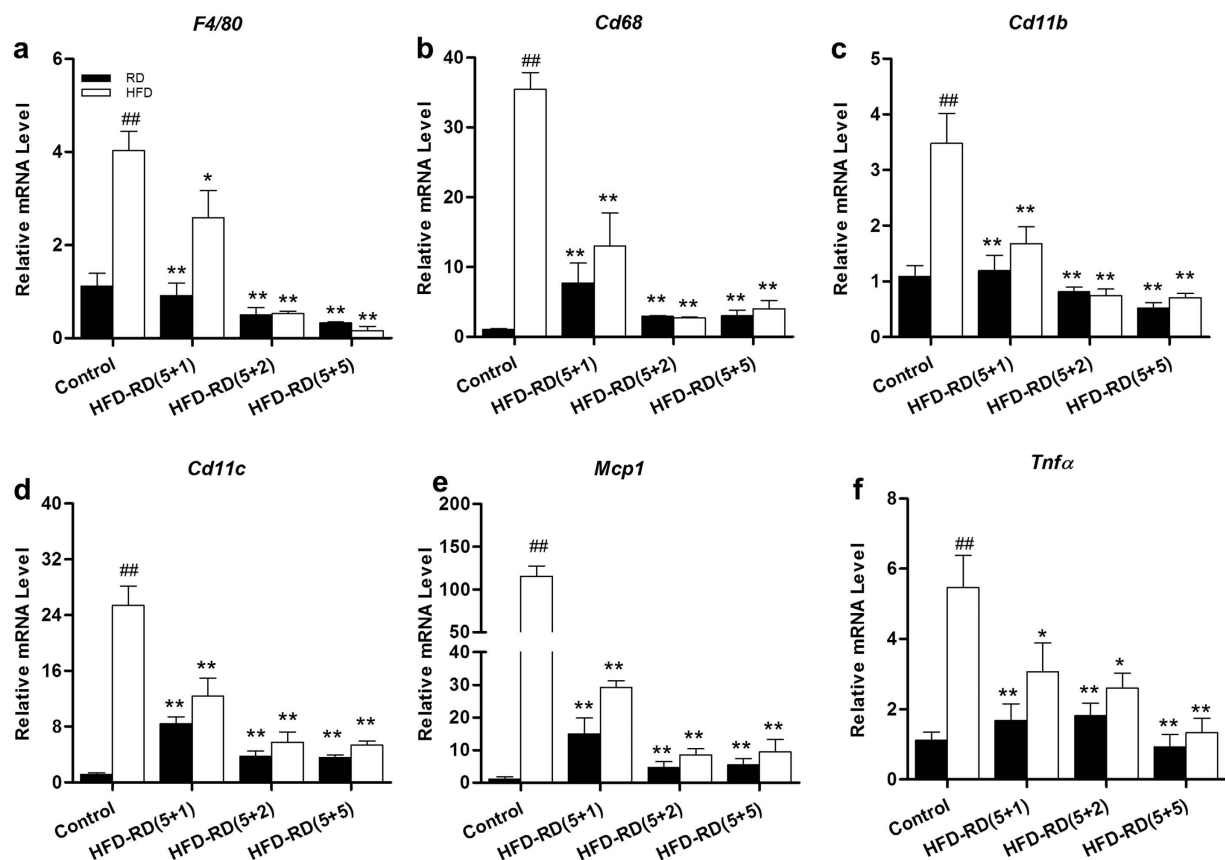 F4/80
a
Relative mRNA Level
6
4
2
0
RD
HFD
##
**
*
**
**
**
**
Control
HFD-RD(5+1)
HFD-RD(5+2)
HFD-RD(5+5)
Cd68
b
Relative mRNA Level
40
30
20
10
0
##
**
**
**
**
**
**
Control
HFD-RD(5+1)
HFD-RD(5+2)
HFD-RD(5+5)
Cd11b
c
Relative mRNA Level
5
4
3
2
1
0
##
**
**
**
**
**
**
Control
HFD-RD(5+1)
HFD-RD(5+2)
HFD-RD(5+5)
Cd11c
d
Relative mRNA Level
40
32
24
16
8
0
##
**
**
**
**
**
**
Control
HFD-RD(5+1)
HFD-RD(5+2)
HFD-RD(5+5)
Mcp1
e
Relative mRNA Level
200
150
100
50
40
30
20
10
0
##
**
**
**
**
**
**
Control
HFD-RD(5+1)
HFD-RD(5+2)
HFD-RD(5+5)
Tnfα
f
Relative mRNA Level
8
6
4
2
0
##
**
*
**
*
**
**
Control
HFD-RD(5+1)
HFD-RD(5+2)
HFD-RD(5+5)